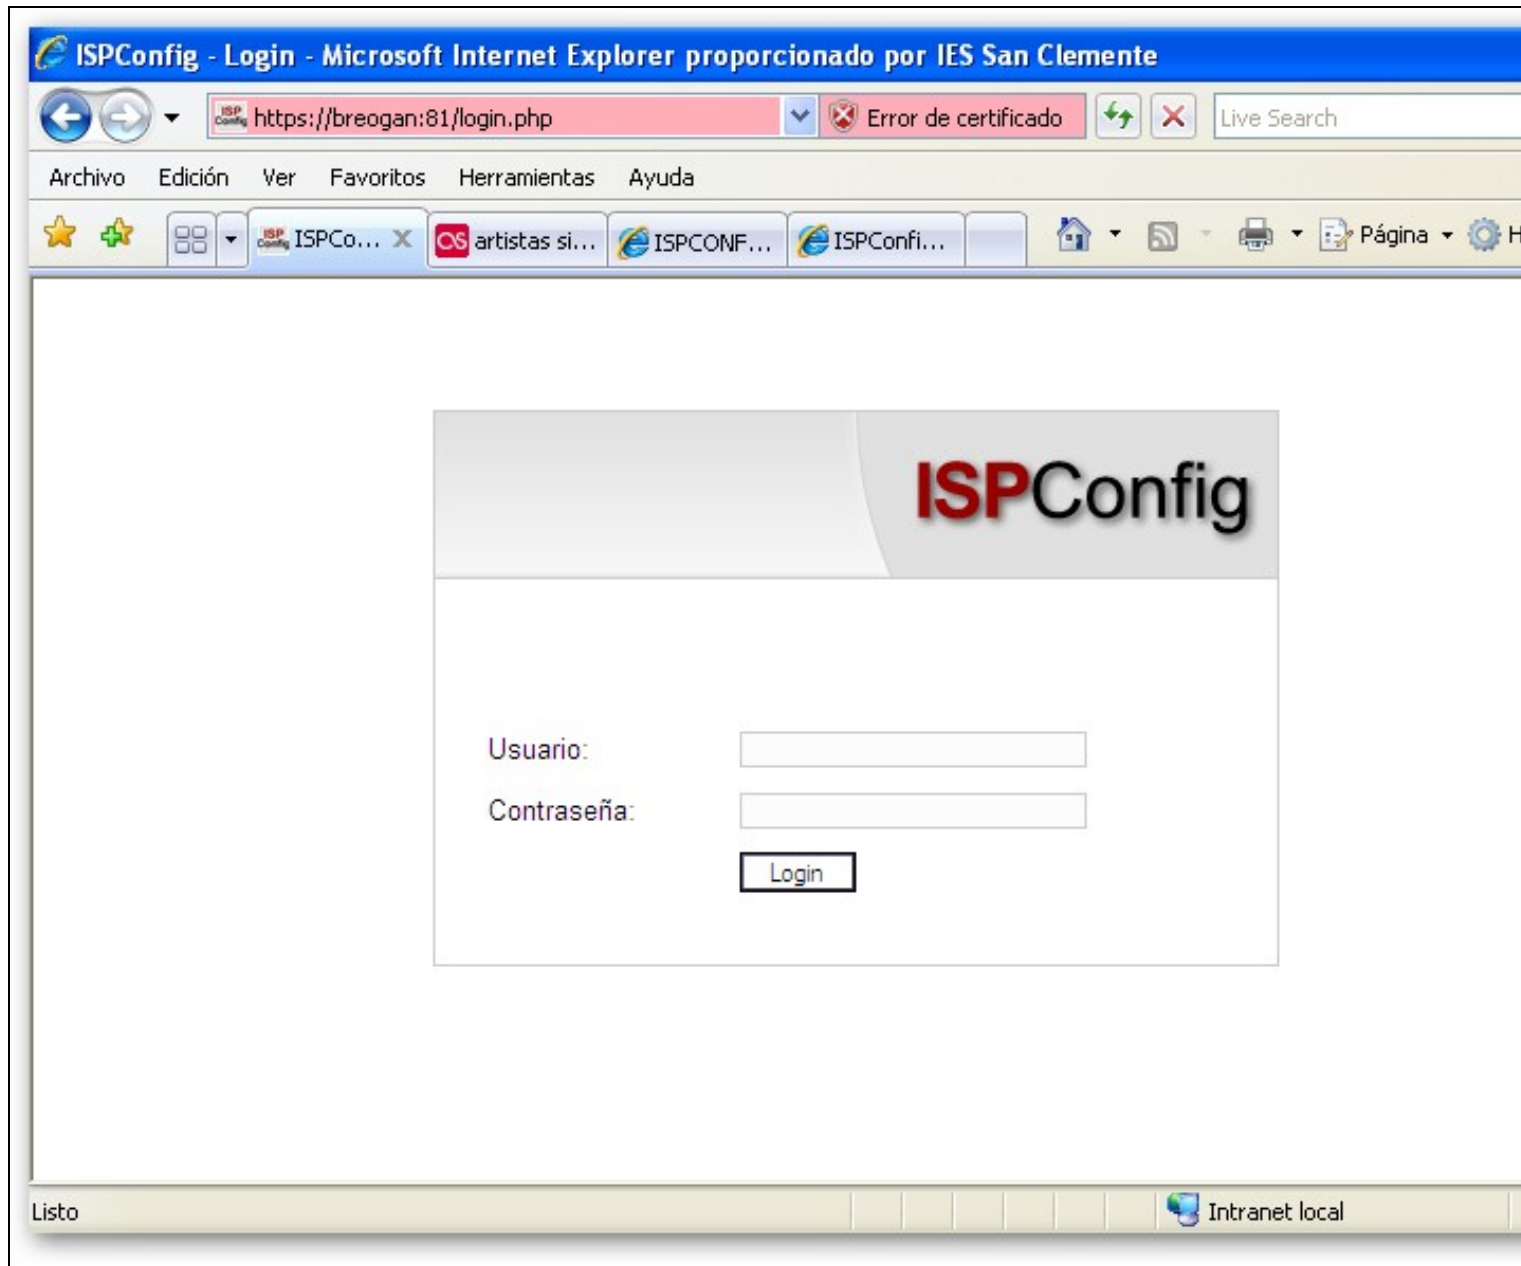 ISPConfig - Login - Microsoft Internet Explorer proporcionado por IES San Clemente
https://breogan:81/login.php Error de certificado Live Search
Archivo Edición Ver Favoritos Herramientas Ayuda
ISPCo... artistas si... ISPCONF... ISPConfi... Página H
ISPConfig
Usuario:
Contraseña:
Login
Listo Intranet local